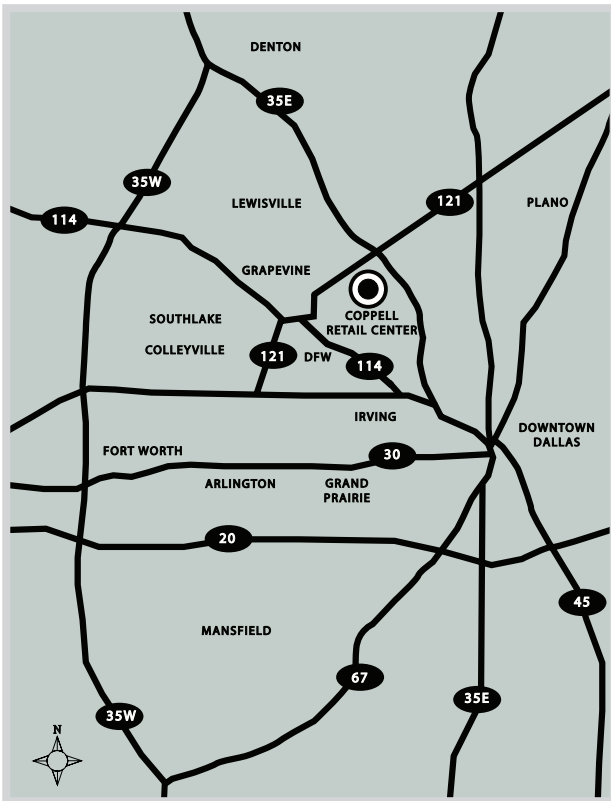 DENTON
35E
35W
LEWISVILLE
121
PLANO
114
GRAPEVINE
SOUTHLAKE
COPPELL
RETAIL CENTER
COLLEYVILLE
121
DFW
114
IRVING
DOWNTOWN
DALLAS
FORT WORTH
30
ARLINGTON
GRAND
PRAIRIE
20
45
MANSFIELD
67
35E
35W
N